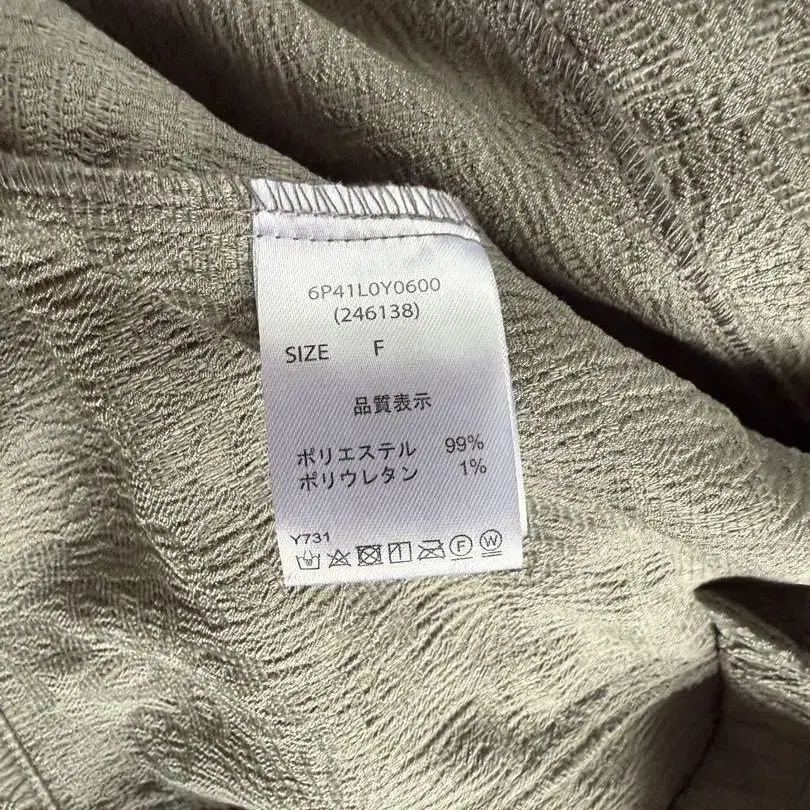 6P41L0Y0600
(246138)
SIZE F
品質表示
ポリエステル 99%
ポリウレタン 1%
Y731
F W